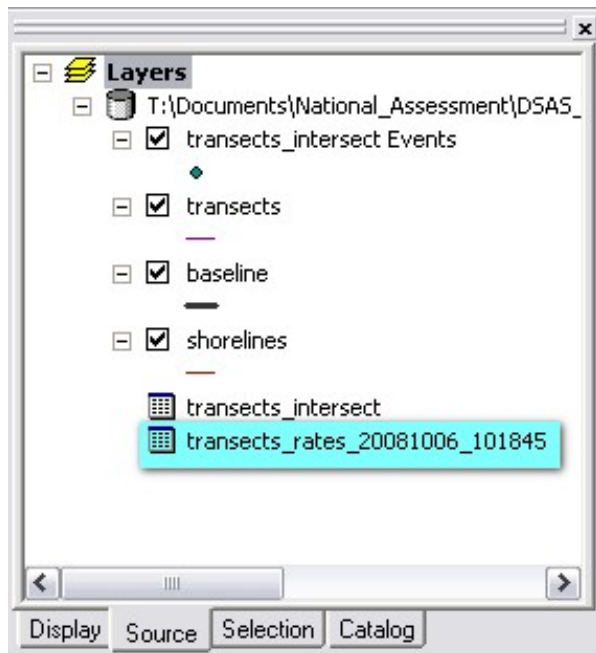 Layers
T:\Documents\National_Assessment\DSAS_
transects_intersect Events
transects
baseline
shorelines
transects_intersect
transects_rates_20081006_101845
Display Source Selection Catalog